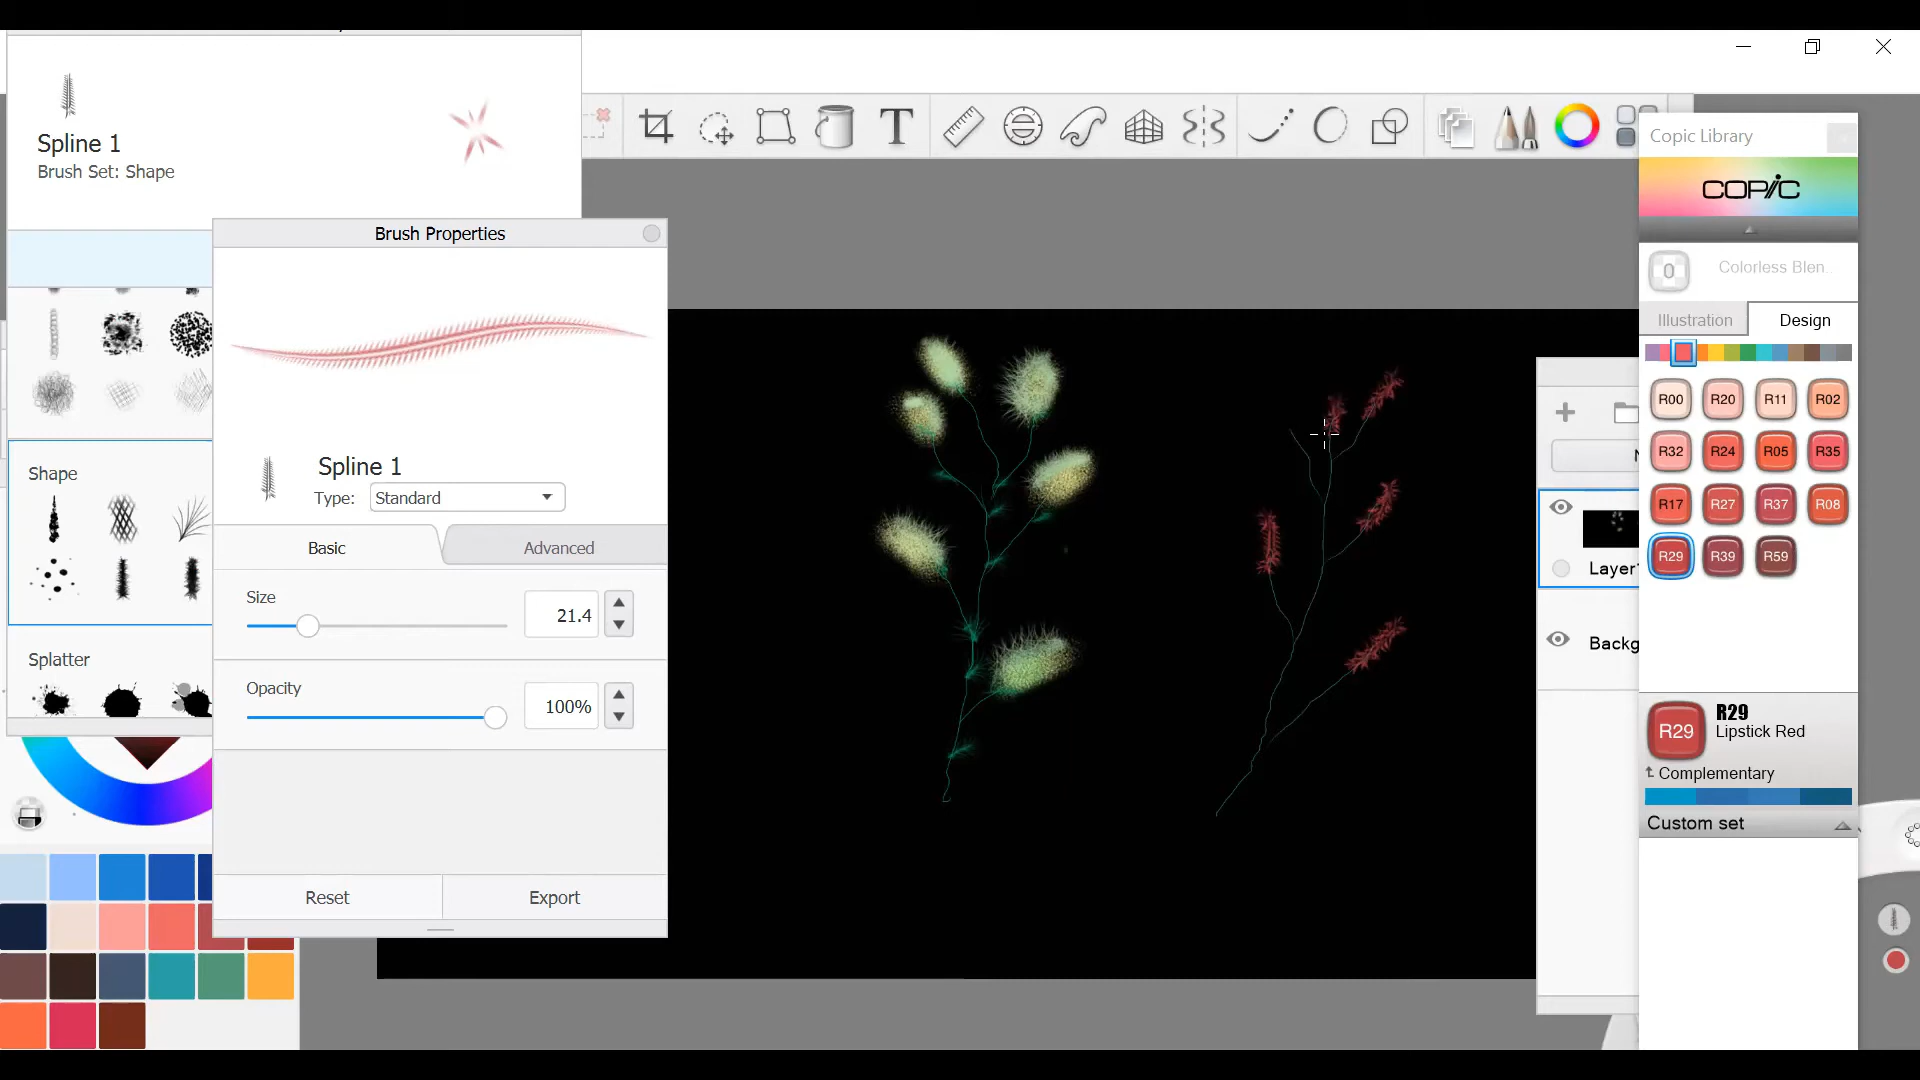 Spline 1
Brush Set: Shape
T
Brush Properties
Spline 1
Type: Standard
Basic
Advanced
Size
21.4
Opacity
100%
Reset
Export
Shape
Splatter
Layer
Backg
Copic Library
COPIC
0
Colorless Blen..
Illustration
Design
R00 R20 R11 R02
R32 R24 R05 R35
R17 R27 R37 R08
R29 R39 R59
R29
R29
Lipstick Red
Complementary
Custom set